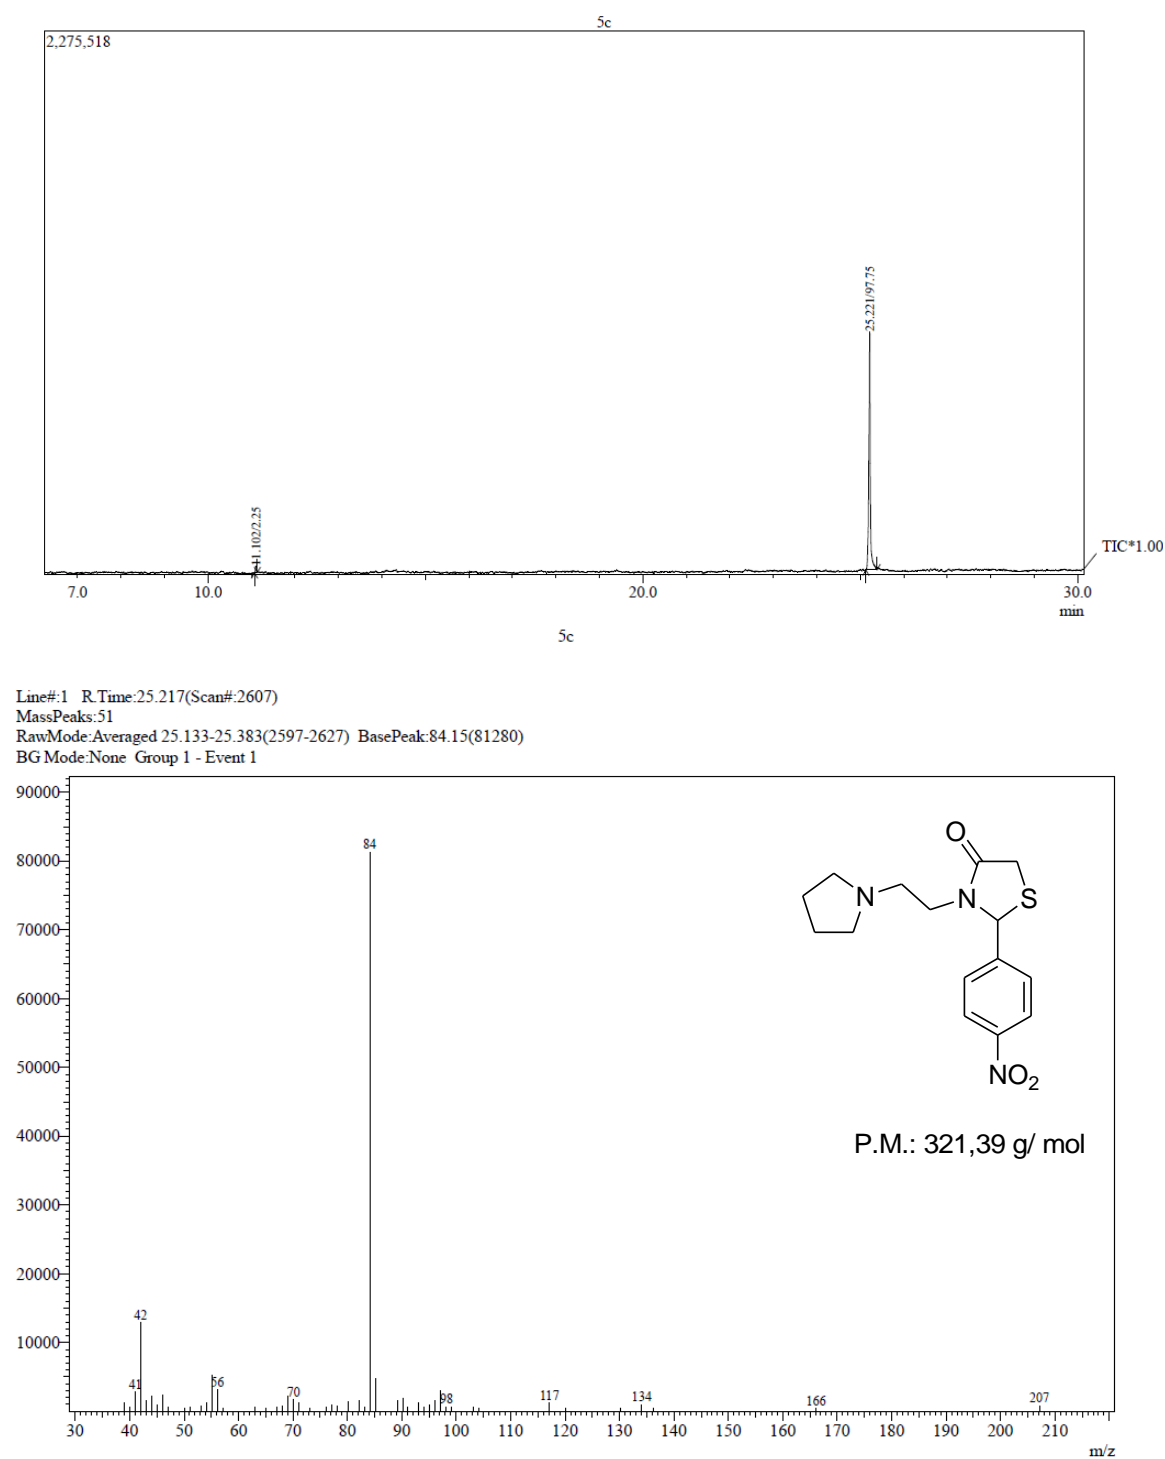 5c
2,275,518
25.221/97.75
11.102/2.25
TIC*1.00
7.0 10.0 20.0 30.0
min
5c
Line#:1 R.Time:25.217(Scan#:2607)
MassPeaks:51
RawMode:Averaged 25.133-25.383(2597-2627) BasePeak:84.15(81280)
BG Mode:None Group 1 - Event 1
90000
80000
70000
60000
50000
40000
30000
20000
10000
84
42
41
56
70
98
117
134
166
207
O
N
N
S
NO2
P.M.: 321,39 g/ mol
30 40 50 60 70 80 90 100 110 120 130 140 150 160 170 180 190 200 210
m/z